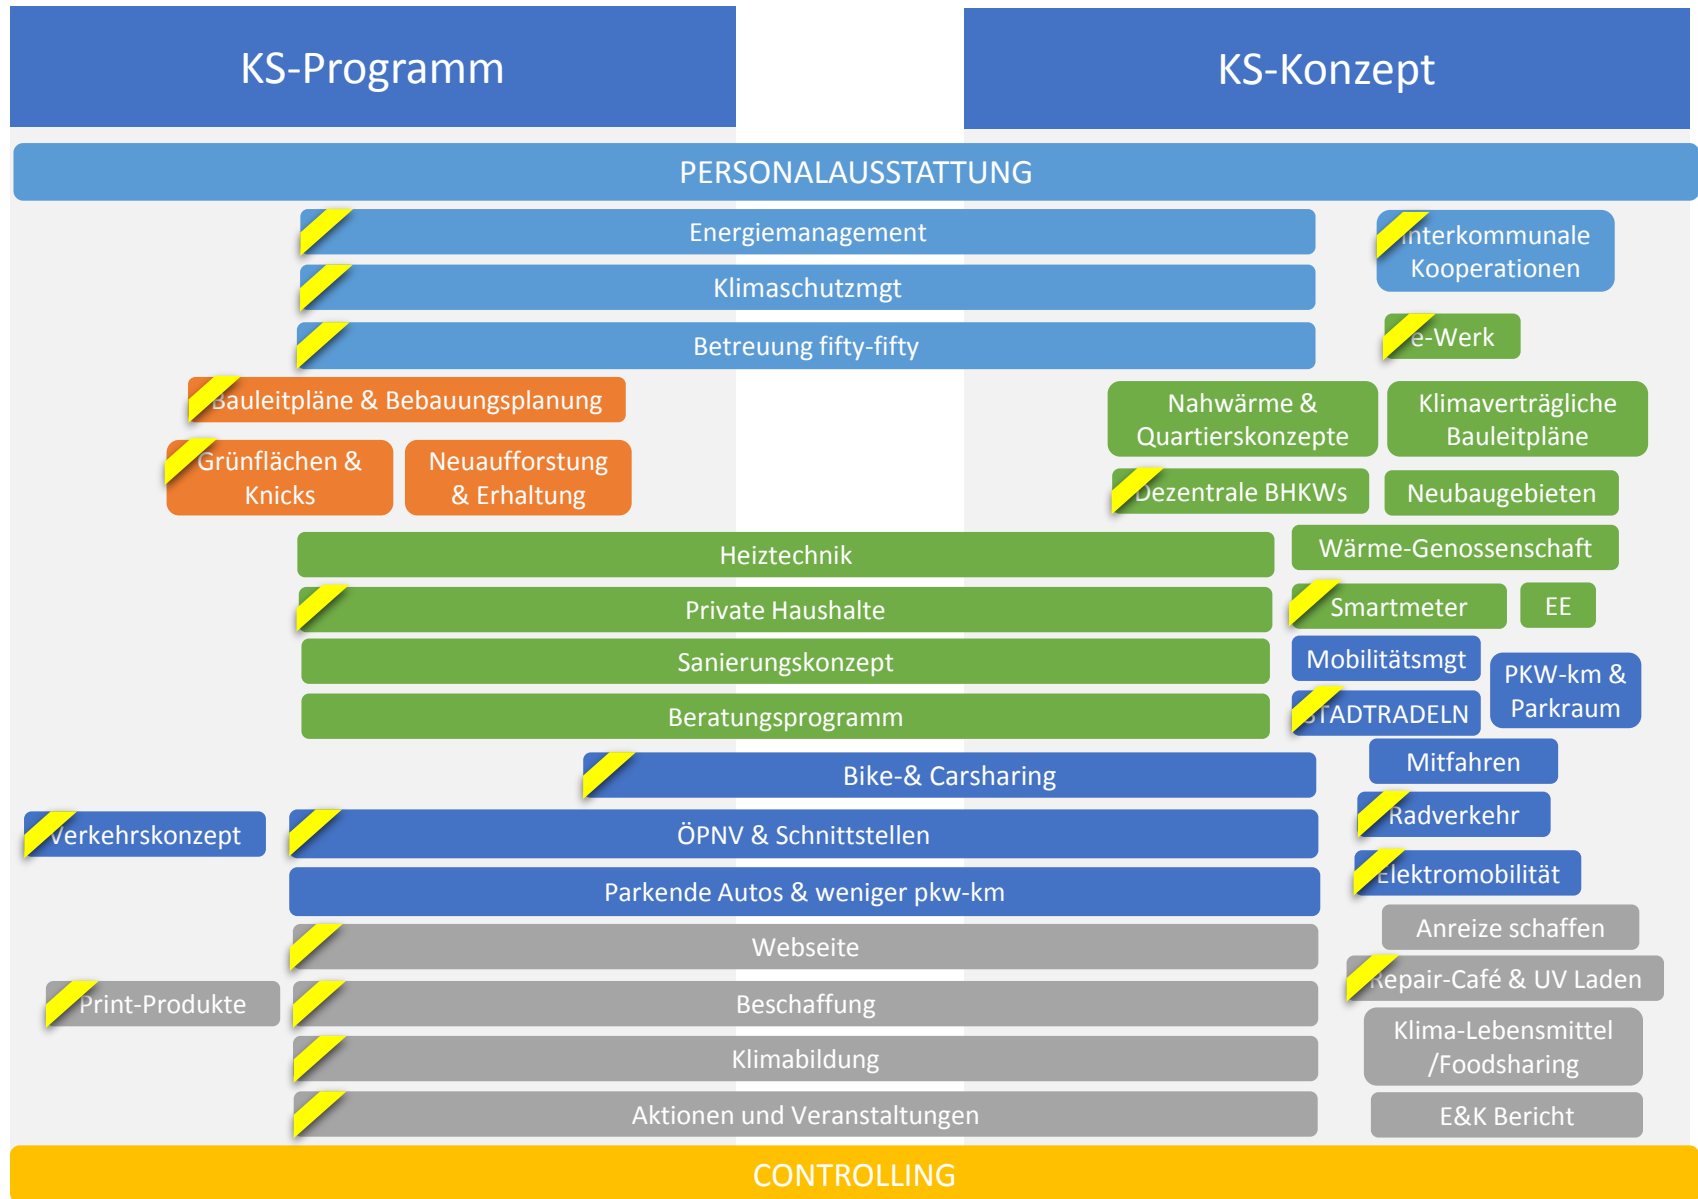 KS-Programm
KS-Konzept
PERSONALAUSSTATTUNG
Energiemanagement
Interkommunale
Kooperationen
Klimaschutzmgt
Betreuung fifty-fifty
e-Werk
Bauleitpläne & Bebauungsplanung
Nahwärme &
Quartierskonzepte
Klimaverträgliche
Bauleitpläne
Grünflächen &
Knicks
Neuaufforstung
& Erhaltung
Dezentrale BHKWs
Neubaugebieten
Heiztechnik
Wärme-Genossenschaft
Private Haushalte
Smartmeter
EE
Sanierungskonzept
Mobilitätsmgt
PKW-km &
Parkraum
Beratungsprogramm
STADTRADELN
Bike-& Carsharing
Mitfahren
Verkehrskonzept
ÖPNV & Schnittstellen
Radverkehr
Parkende Autos & weniger pkw-km
Elektromobilität
Webseite
Anreize schaffen
Print-Produkte
Beschaffung
Repair-Café & UV Laden
Klimabildung
Klima-Lebensmittel
/Foodsharing
Aktionen und Veranstaltungen
E&K Bericht
CONTROLLING